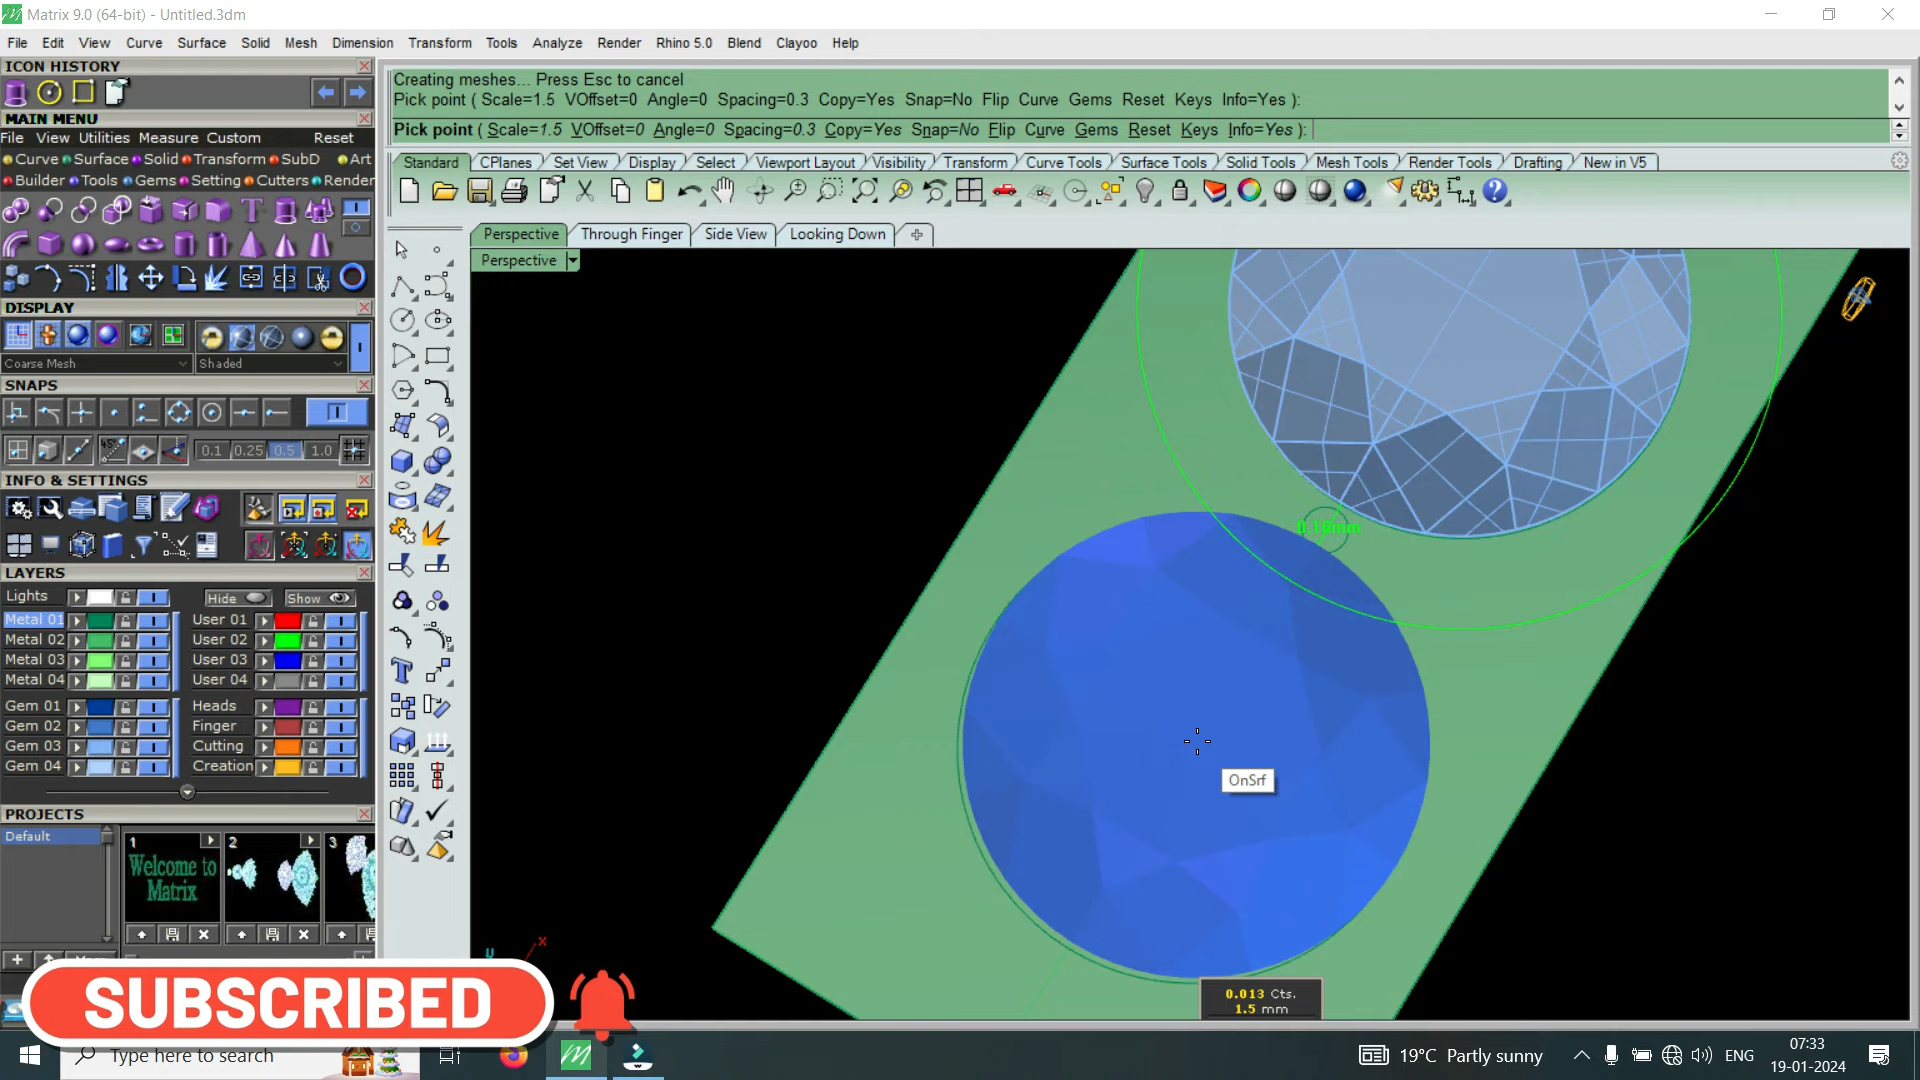 Matrix 9.0 (64-bit) - Untitled.3dm
File Edit View Curve Surface Solid Mesh Dimension Transform Tools Analyze Render Rhino 5.0 Blend Clayoo Help
ICON HISTORY
MAIN MENU
File View Utilities Measure Custom Reset
Curve Surface Solid Transform SubD Art
Builder Tools Gems Setting Cutters Render
DISPLAY
Coarse Mesh Shaded
SNAPS
0.1 0.25 0.5 1.0
INFO & SETTINGS
LAYERS
Lights Hide Show
Metal 01 User 01
Metal 02 User 02
Metal 03 User 03
Metal 04 User 04
Gem 01 Heads
Gem 02 Finger
Gem 03 Cutting
Gem 04 Creation
PROJECTS
Default
1 2 3
Welcome to
Matrix
Creating meshes... Press Esc to cancel
Pick point ( Scale=1.5 VOffset=0 Angle=0 Spacing=0.3 Copy=Yes Snap=No Flip Curve Gems Reset Keys Info=Yes ):
Pick point ( Scale=1.5 VOffset=0 Angle=0 Spacing=0.3 Copy=Yes Snap=No Flip Curve Gems Reset Keys Info=Yes ):
Standard CPlanes Set View Display Select Viewport Layout Visibility Transform Curve Tools Surface Tools Solid Tools Mesh Tools Render Tools Drafting New in V5
Perspective Through Finger Side View Looking Down
Perspective
OnSrf
0.013 Cts.
1.5 mm
y x
SUBSCRIBED
Type here to search
19°C Partly sunny
ENG
07:33
19-01-2024